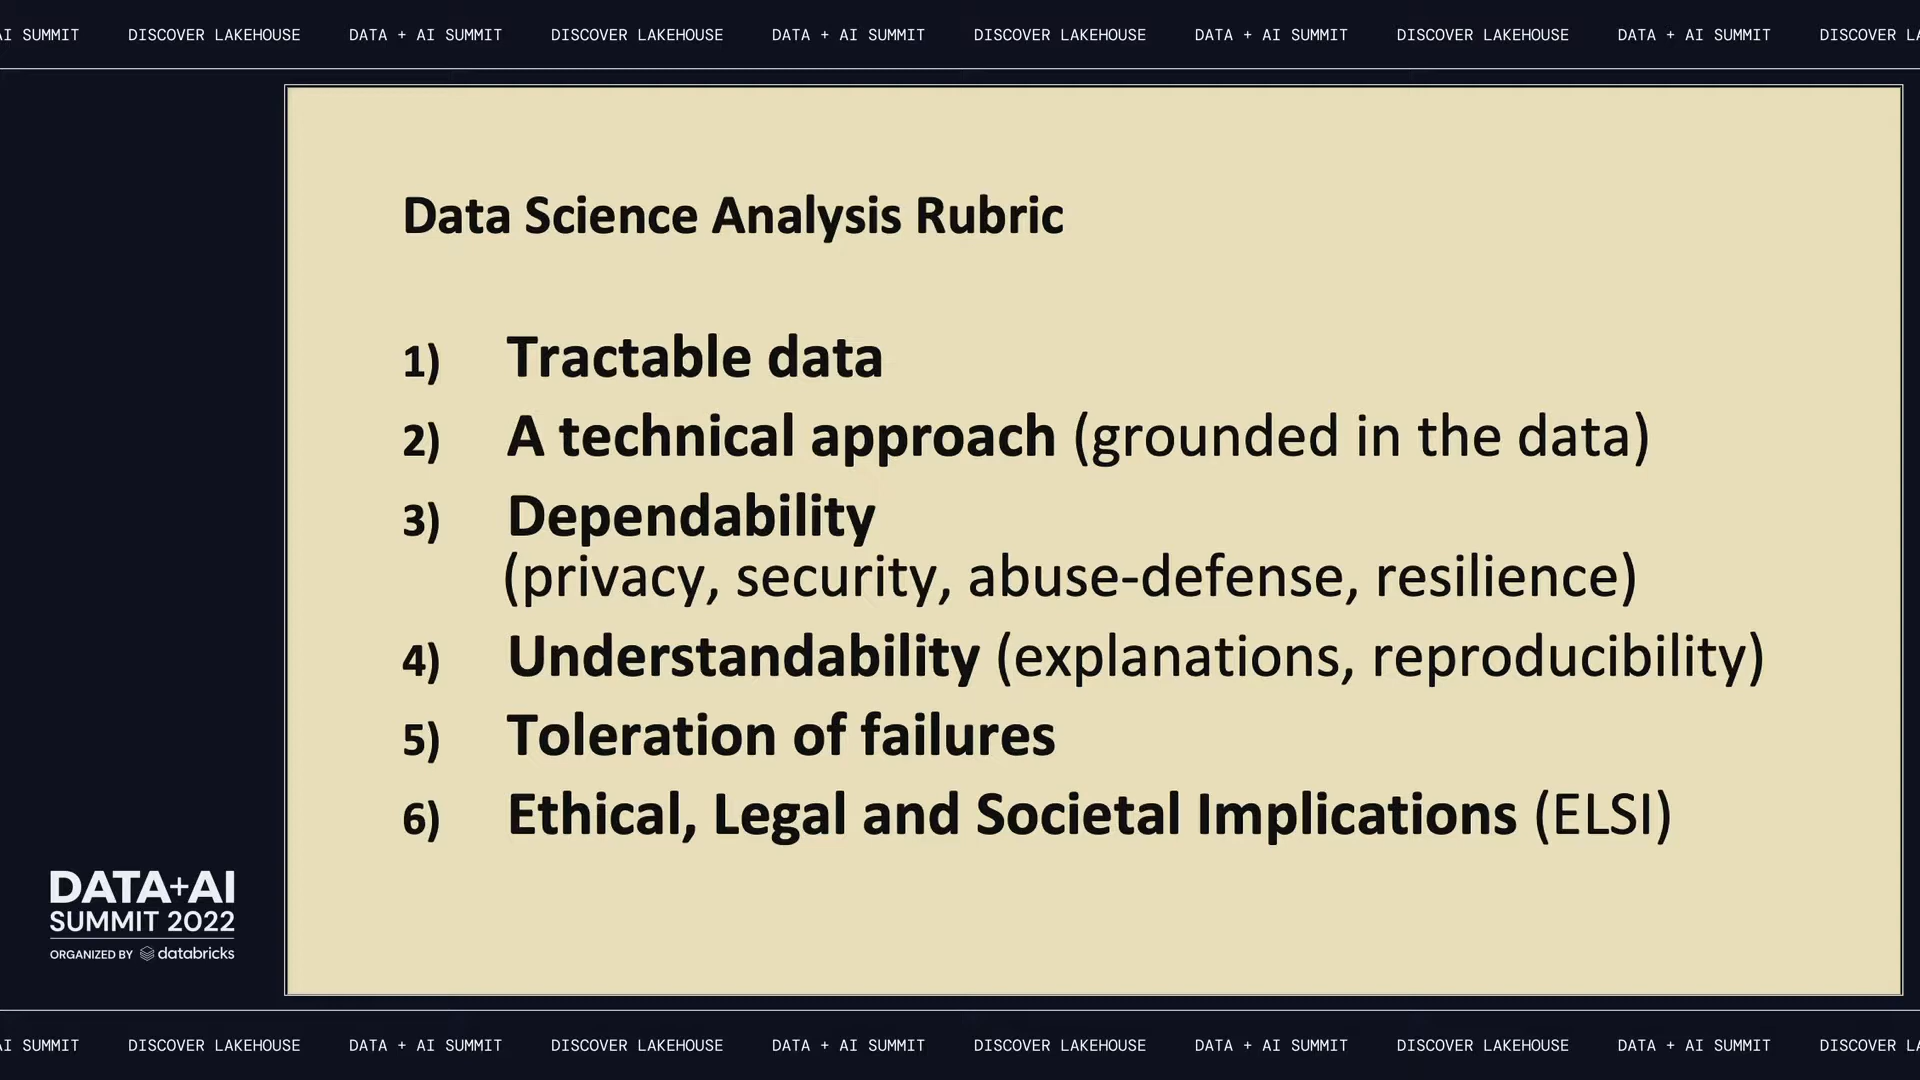 AI SUMMIT DISCOVER LAKEHOUSE DATA + AI SUMMIT DISCOVER LAKEHOUSE DATA + AI SUMMIT DISCOVER LAKEHOUSE DATA + AI SUMMIT DISCOVER LAKEHOUSE DATA + AI SUMMIT DISCOVER LA
Data Science Analysis Rubric
1) Tractable data
2) A technical approach (grounded in the data)
3) Dependability
(privacy, security, abuse-defense, resilience)
4) Understandability (explanations, reproducibility)
5) Toleration of failures
6) Ethical, Legal and Societal Implications (ELSI)
DATA+AI
SUMMIT 2022
ORGANIZED BY databricks
AI SUMMIT DISCOVER LAKEHOUSE DATA + AI SUMMIT DISCOVER LAKEHOUSE DATA + AI SUMMIT DISCOVER LAKEHOUSE DATA + AI SUMMIT DISCOVER LAKEHOUSE DATA + AI SUMMIT DISCOVER LA